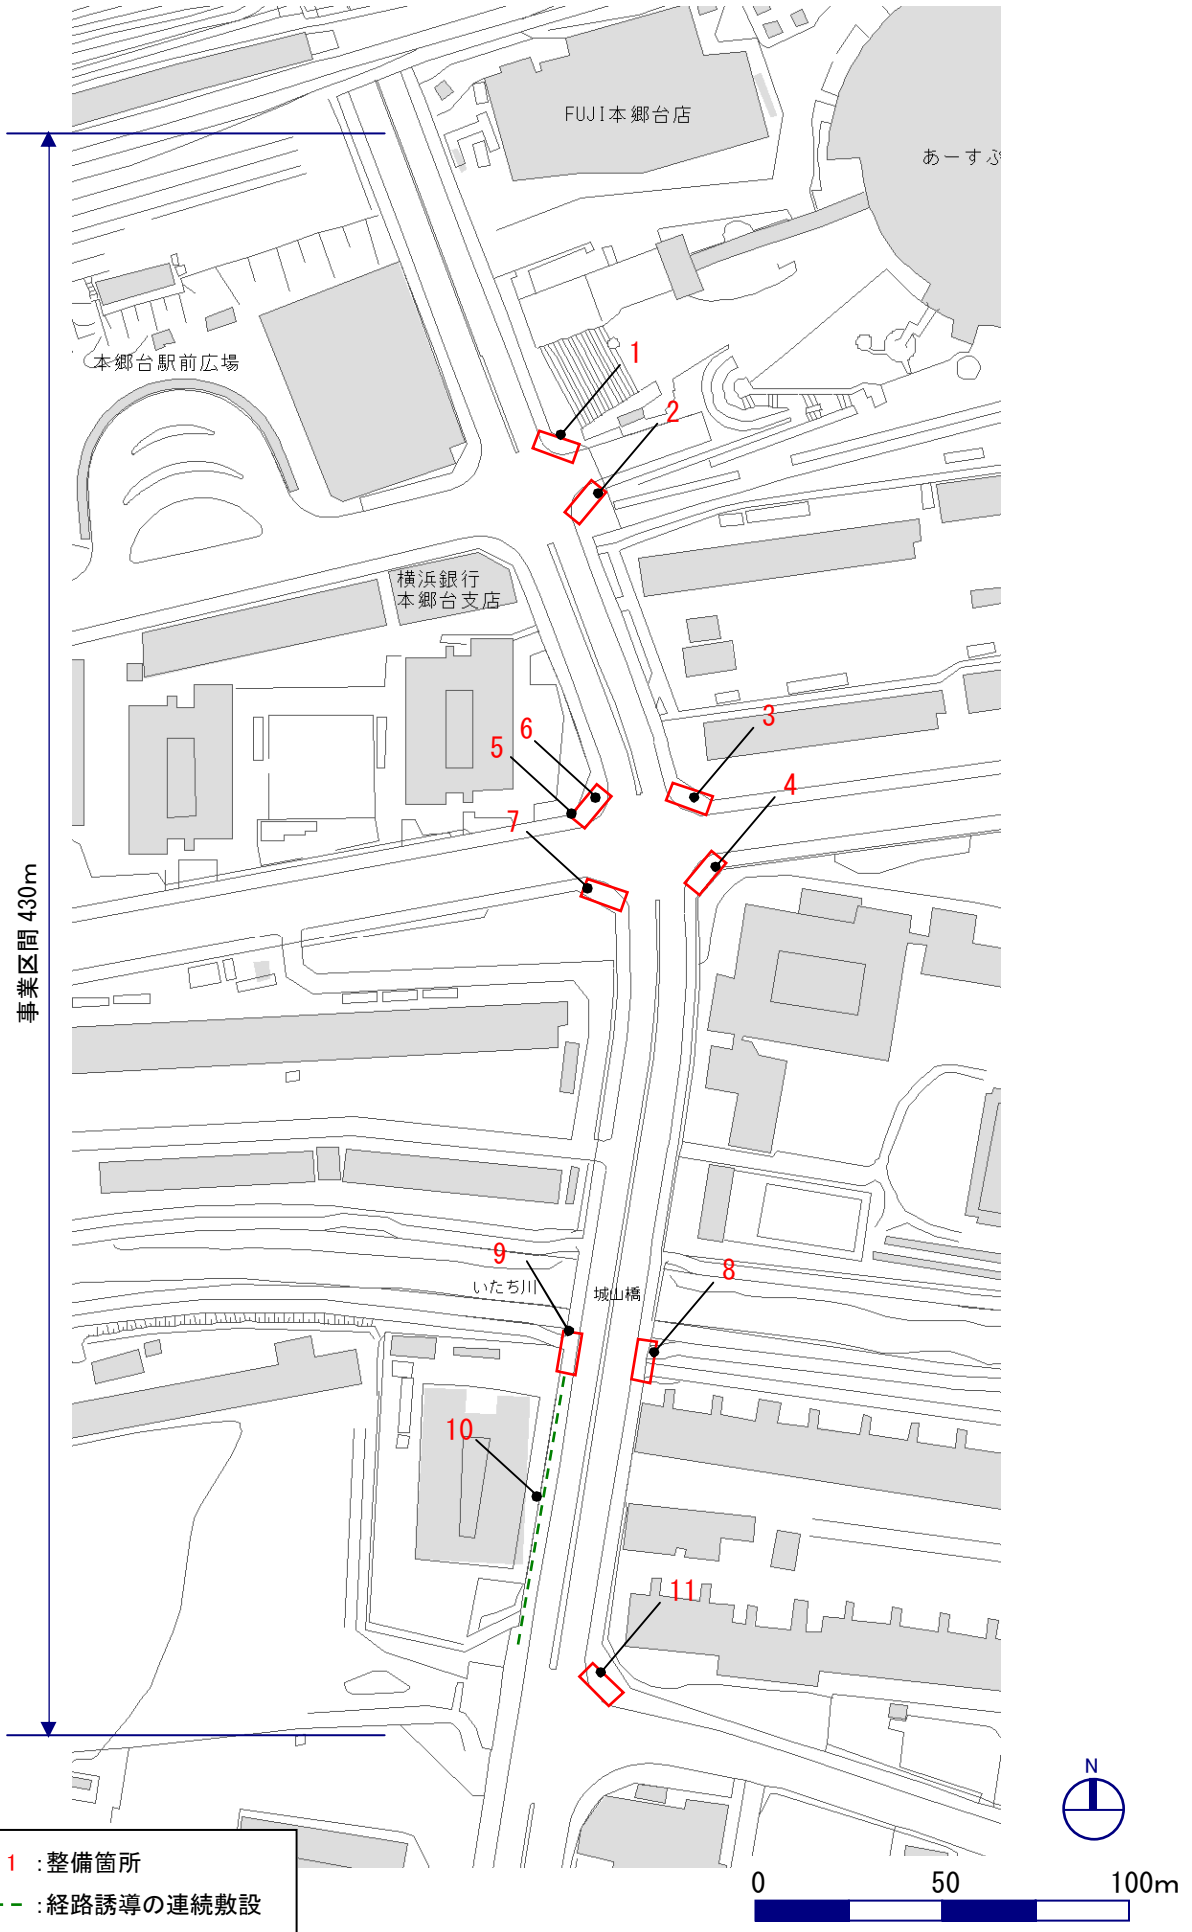 FUJI本郷台店
あーすぷ
1
本郷台駅前広場
2
横浜銀行
本郷台支店
3
6
5
4
7
事業区間 430m
9
8
いたち川
城山橋
10
11
N
1 :整備箇所
:経路誘導の連続敷設
0 50 100m